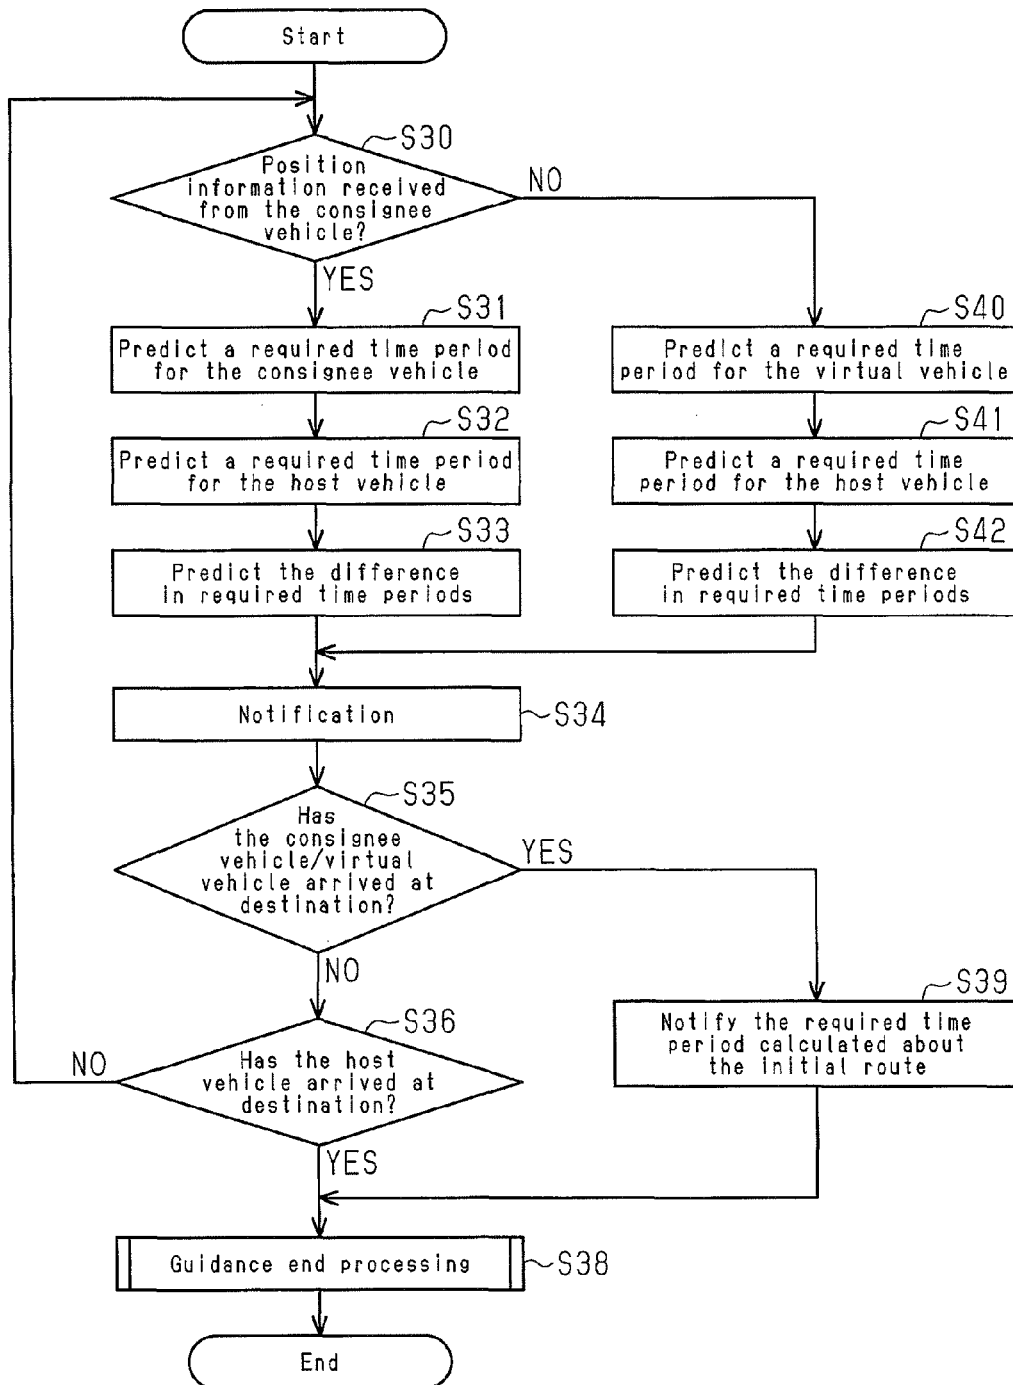 Start
S30
Position
information received
from the consignee
vehicle?
NO
YES
S31
Predict a required time period
for the consignee vehicle
S40
Predict a required time
period for the virtual vehicle
S32
Predict a required time period
for the host vehicle
S41
Predict a required time
period for the host vehicle
S33
Predict the difference
in required time periods
S42
Predict the difference
in required time periods
Notification
S34
S35
Has
the consignee
vehicle/virtual
vehicle arrived at
destination?
YES
NO
S39
Notify the required time
period calculated about
the initial route
S36
Has the host
vehicle arrived at
destination?
NO
YES
Guidance end processing
S38
End